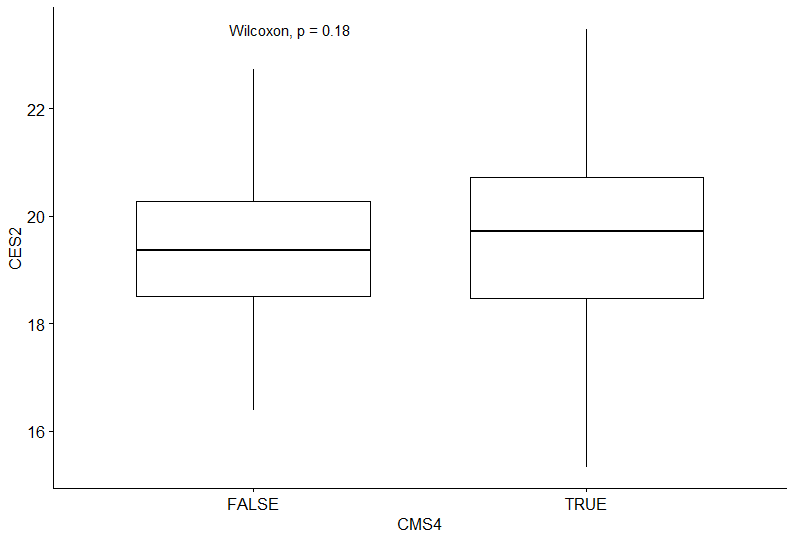 Wilcoxon, p = 0.18
22
20
18
16
CES2
FALSE
TRUE
CMS4